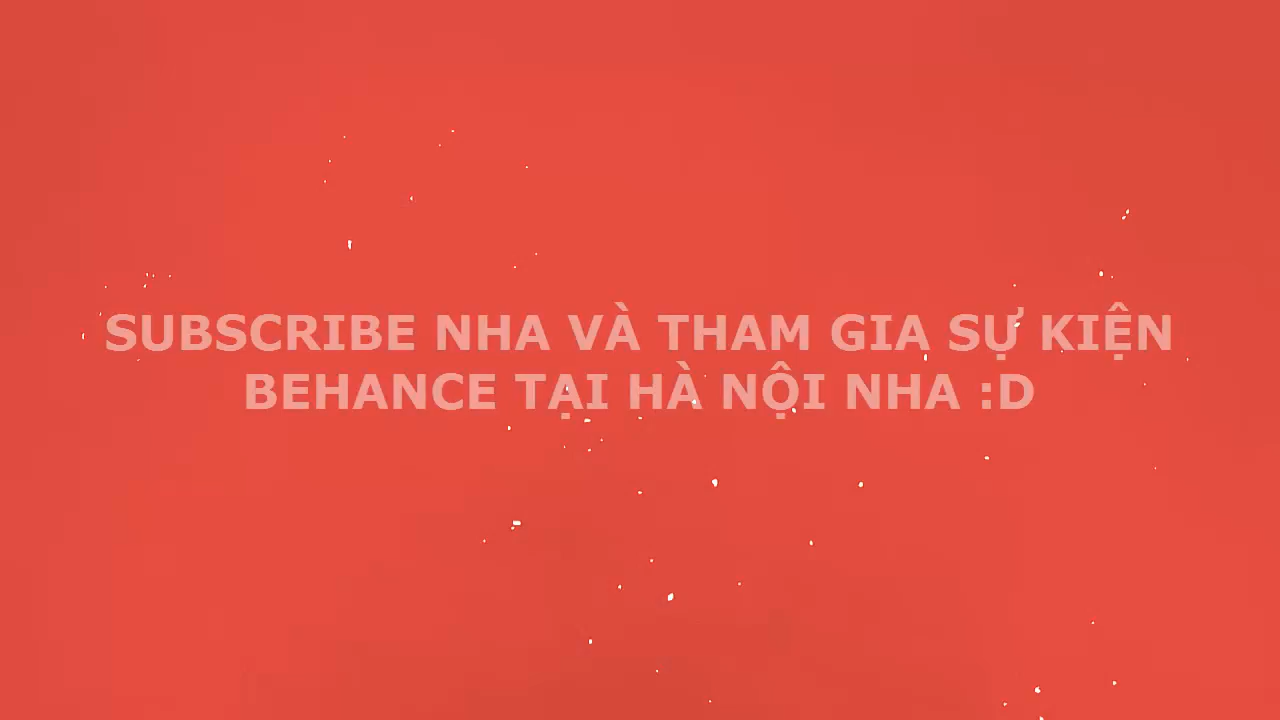 SUBSCRIBE NHA VÀ THAM GIA SỰ KIỆN
BEHANCE TẠI HÀ NỘI NHA :D